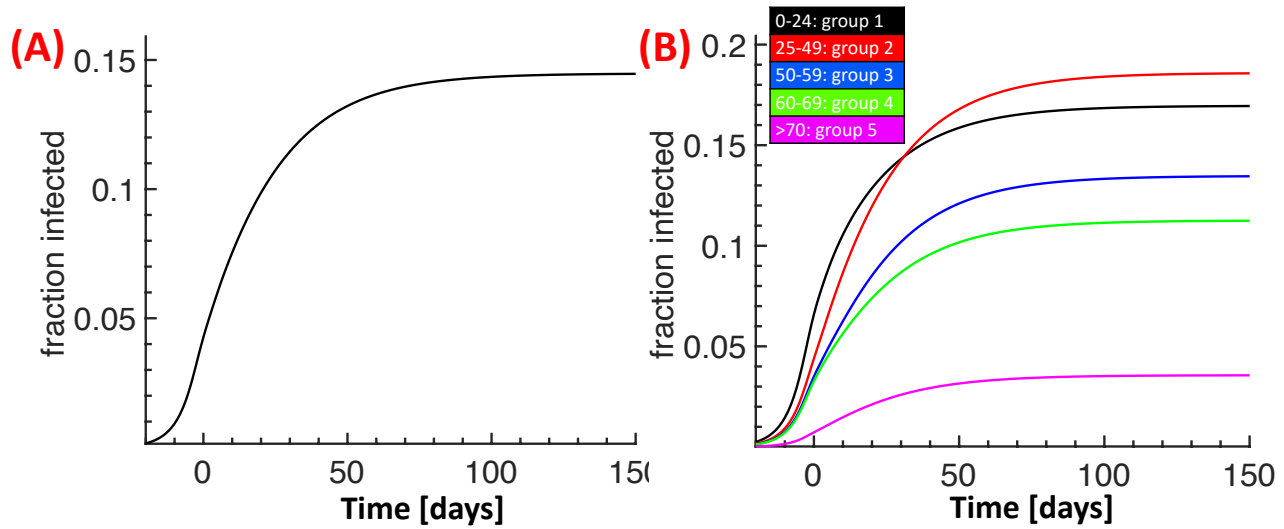 (A)
0.15
0.1
0.05
fraction infected
0
50
100
150
Time [days]
(B)
0-24: group 1
25-49: group 2
50-59: group 3
60-69: group 4
>70: group 5
0.2
0.15
0.1
0.05
fraction infected
0
50
100
150
Time [days]